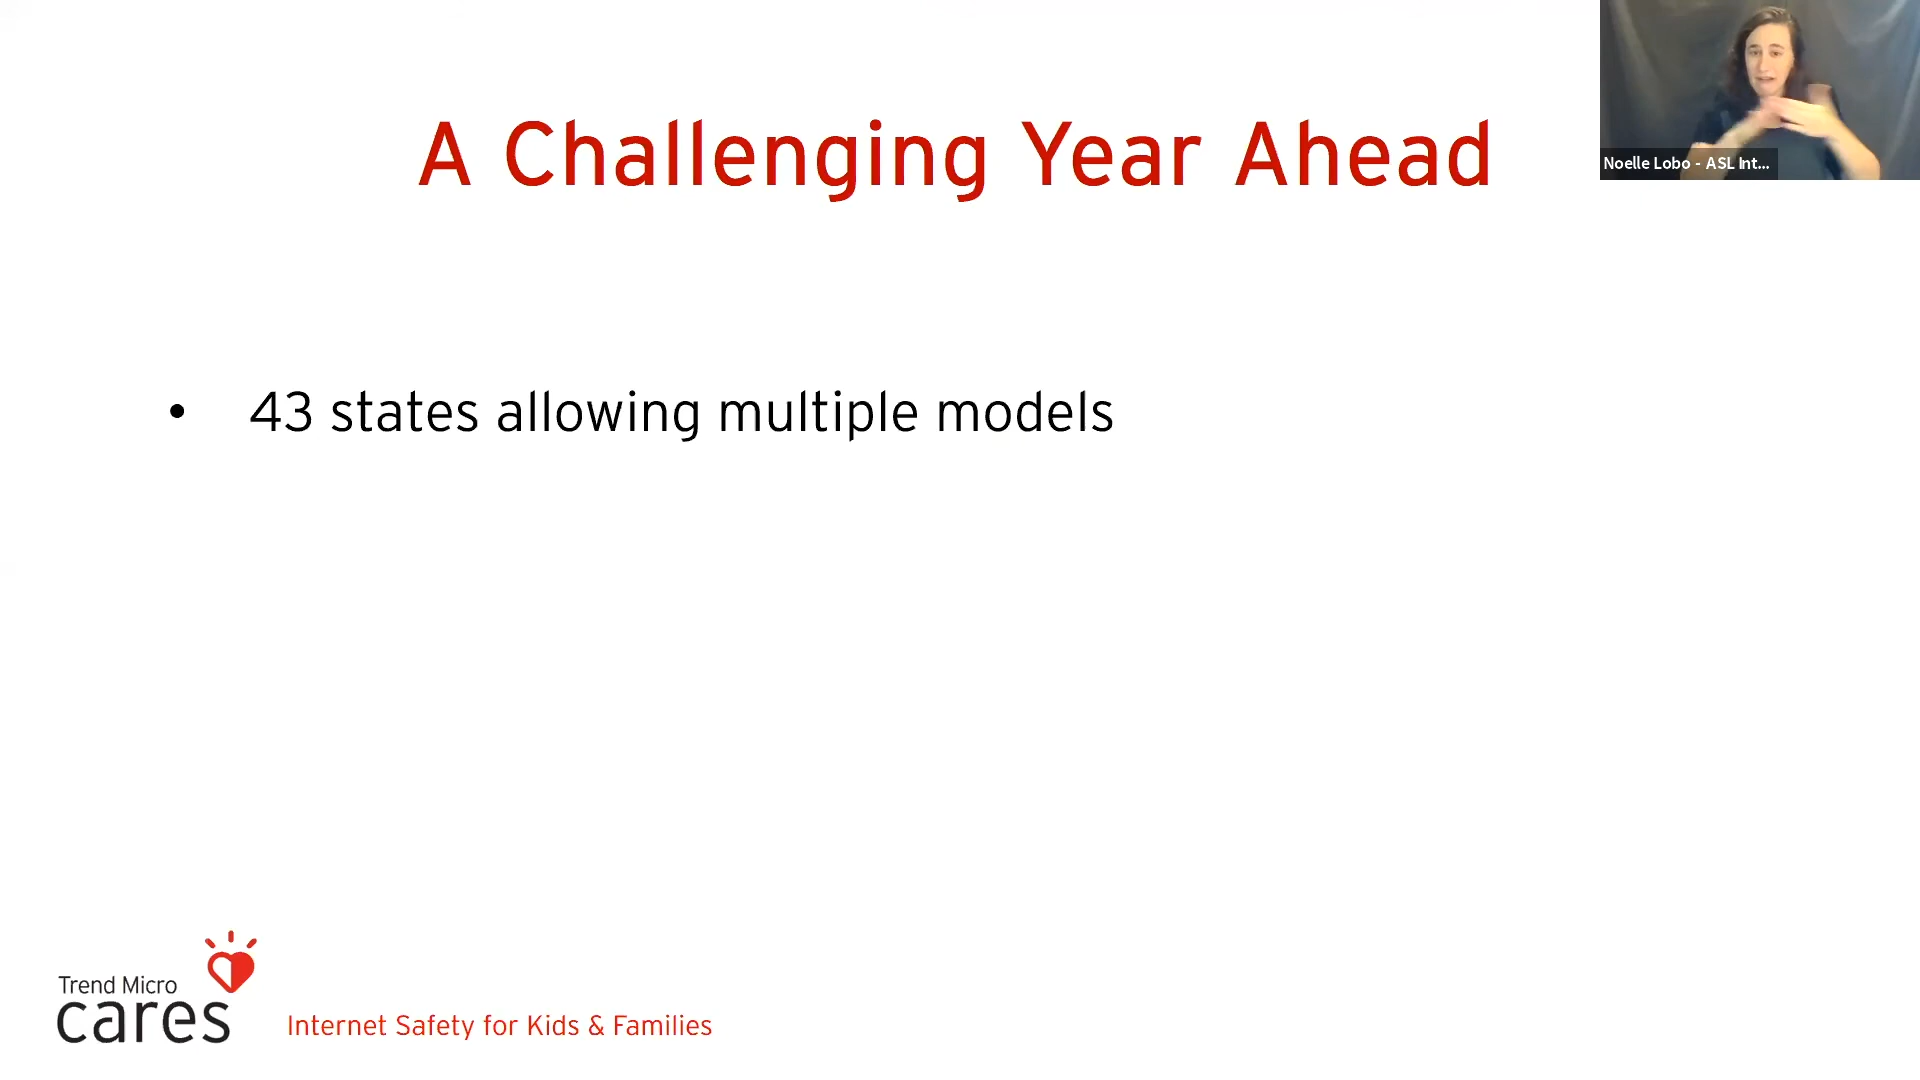 A Challenging Year Ahead
Noelle Lobo - ASL Int...
• 43 states allowing multiple models
Trend Micro
cares
Internet Safety for Kids & Families